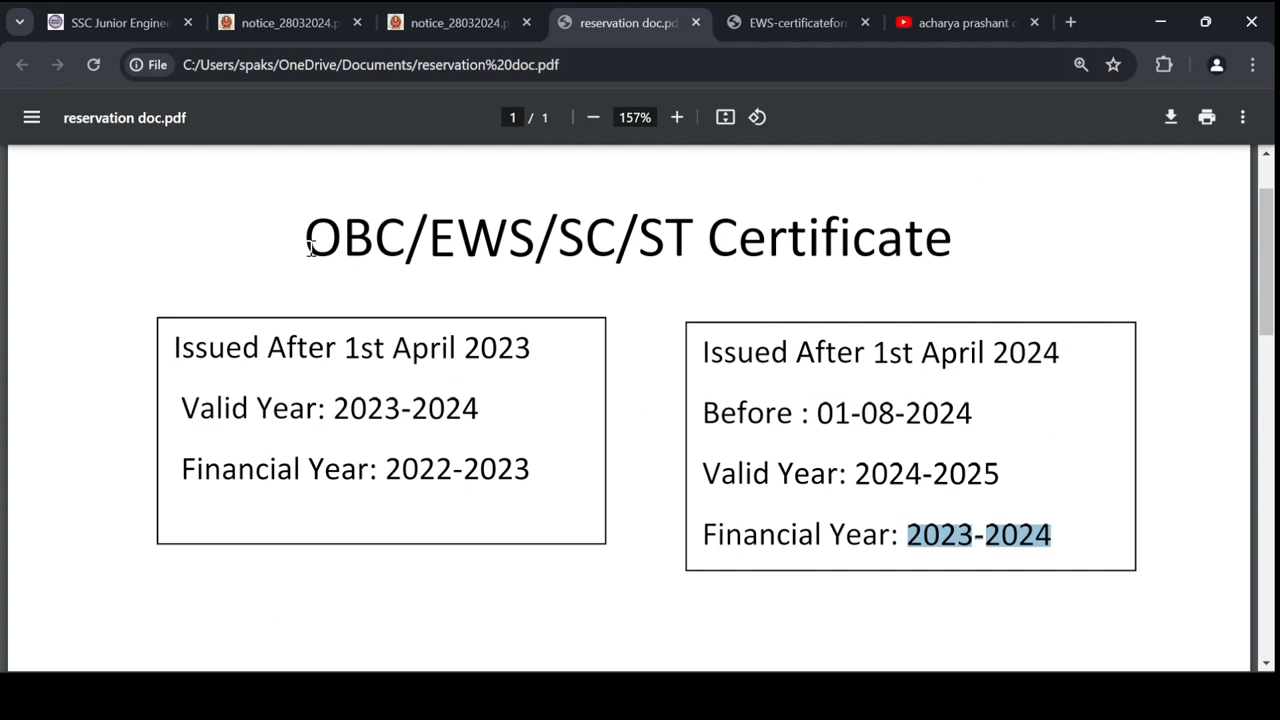 SSC Junior Enginee
notice_28032024.p
notice_28032024.p
reservation doc.pd
EWS-certificatefor
acharya prashant
File
C:/Users/spaks/OneDrive/Documents/reservation%20doc.pdf
reservation doc.pdf
1 / 1
157%
OBC/EWS/SC/ST Certificate
Issued After 1st April 2023
Valid Year: 2023-2024
Financial Year: 2022-2023
Issued After 1st April 2024
Before : 01-08-2024
Valid Year: 2024-2025
Financial Year: 2023-2024